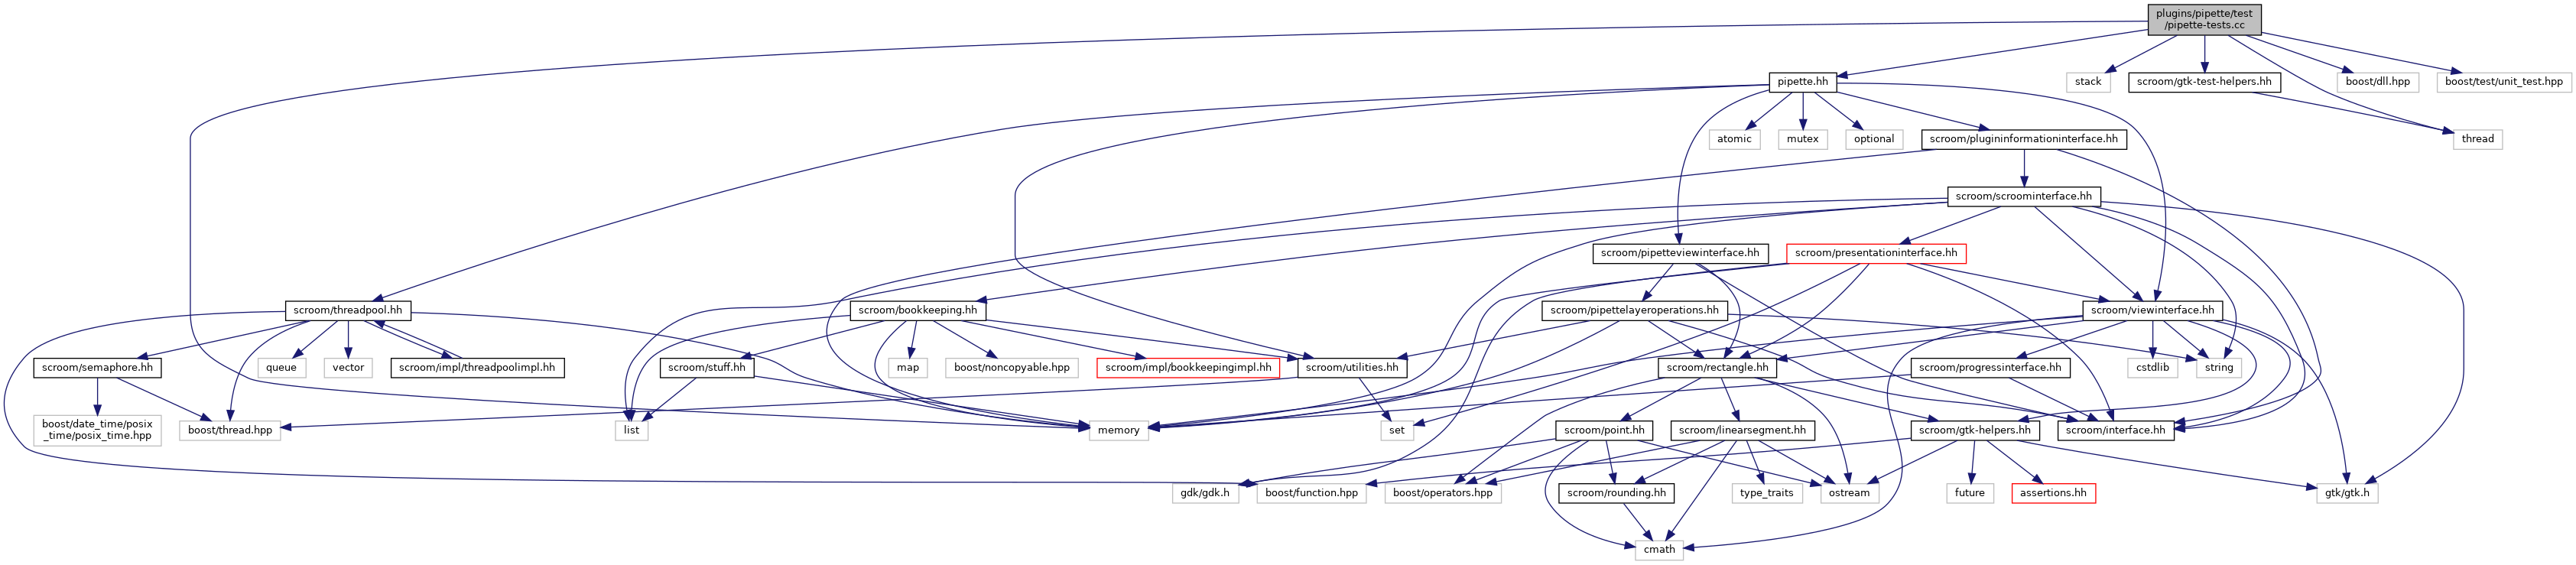 plugins/pipette/test
/pipette-tests.cc
pipette.hh
stack
scroom/gtk-test-helpers.hh
boost/dll.hpp
boost/test/unit_test.hpp
atomic
mutex
optional
scroom/plugininformationinterface.hh
thread
scroom/scroominterface.hh
scroom/pipetteviewinterface.hh
scroom/presentationinterface.hh
scroom/threadpool.hh
scroom/bookkeeping.hh
scroom/pipettelayeroperations.hh
scroom/viewinterface.hh
scroom/semaphore.hh
queue
vector
scroom/impl/threadpoolimpl.hh
scroom/stuff.hh
map
boost/noncopyable.hpp
scroom/impl/bookkeepingimpl.hh
scroom/utilities.hh
scroom/rectangle.hh
scroom/progressinterface.hh
cstdlib
string
boost/date_time/posix
_time/posix_time.hpp
boost/thread.hpp
list
memory
set
scroom/point.hh
scroom/linearsegment.hh
scroom/gtk-helpers.hh
scroom/interface.hh
gdk/gdk.h
boost/function.hpp
boost/operators.hpp
scroom/rounding.hh
type_traits
ostream
future
assertions.hh
gtk/gtk.h
cmath